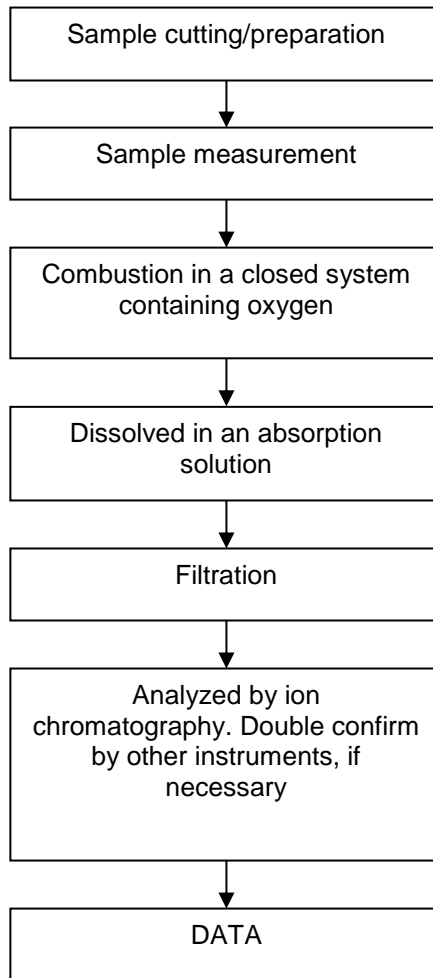 Sample cutting/preparation
Sample measurement
Combustion in a closed system
containing oxygen
Dissolved in an absorption
solution
Filtration
Analyzed by ion
chromatography. Double confirm
by other instruments, if
necessary
DATA